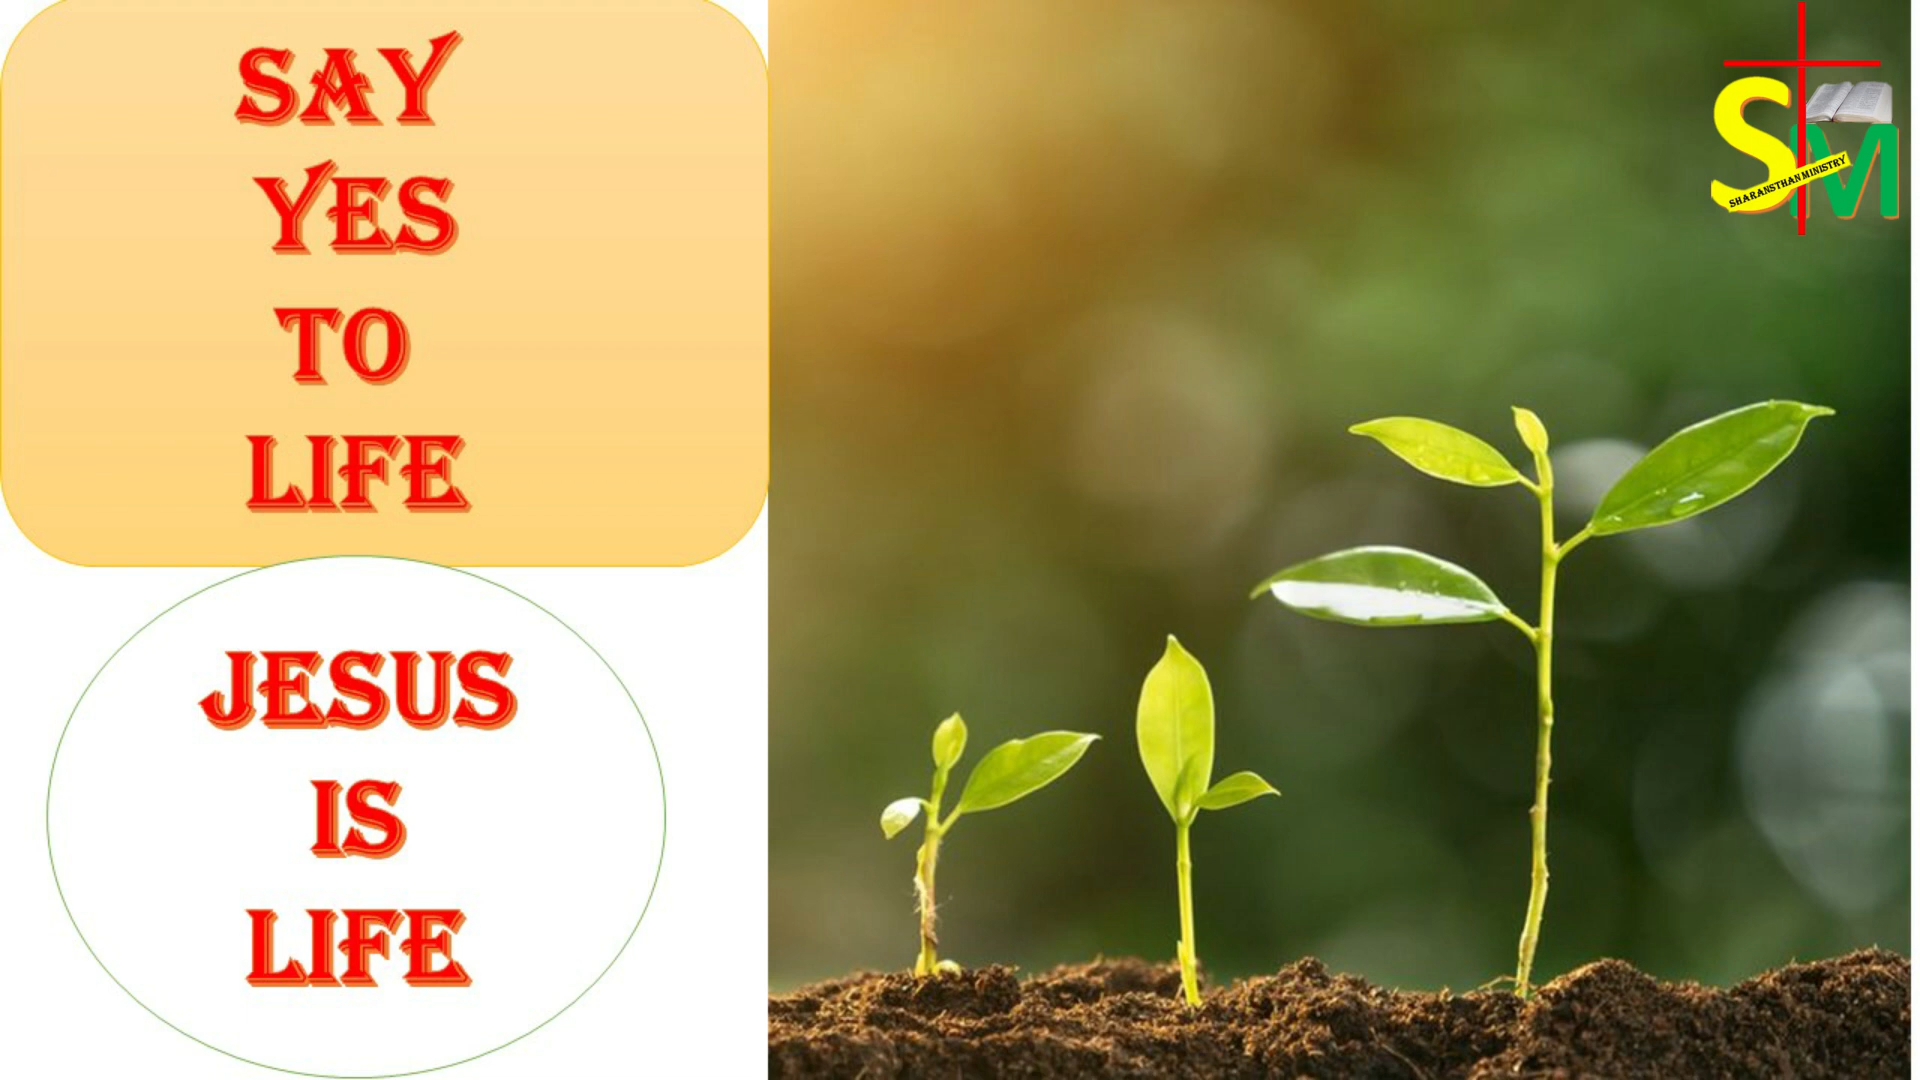 SAY
YES
TO
LIFE
JESUS
IS
LIFE
SM
SHARANSTHAN MINISTRY